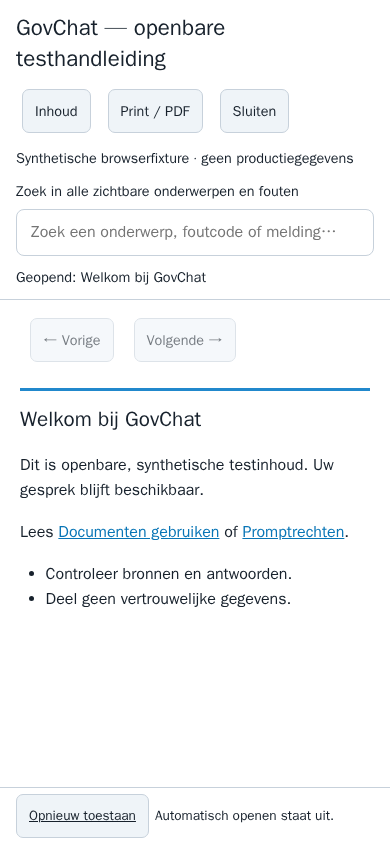 GovChat — openbare
testhandleiding
Inhoud
Print / PDF
Sluiten
Synthetische browserfixture · geen productiegegevens
Zoek in alle zichtbare onderwerpen en fouten
Zoek een onderwerp, foutcode of melding…
Geopend: Welkom bij GovChat
← Vorige
Volgende →
Welkom bij GovChat
Dit is openbare, synthetische testinhoud. Uw
gesprek blijft beschikbaar.
Lees Documenten gebruiken of Promptrechten.
• Controleer bronnen en antwoorden.
• Deel geen vertrouwelijke gegevens.
Opnieuw toestaan
Automatisch openen staat uit.